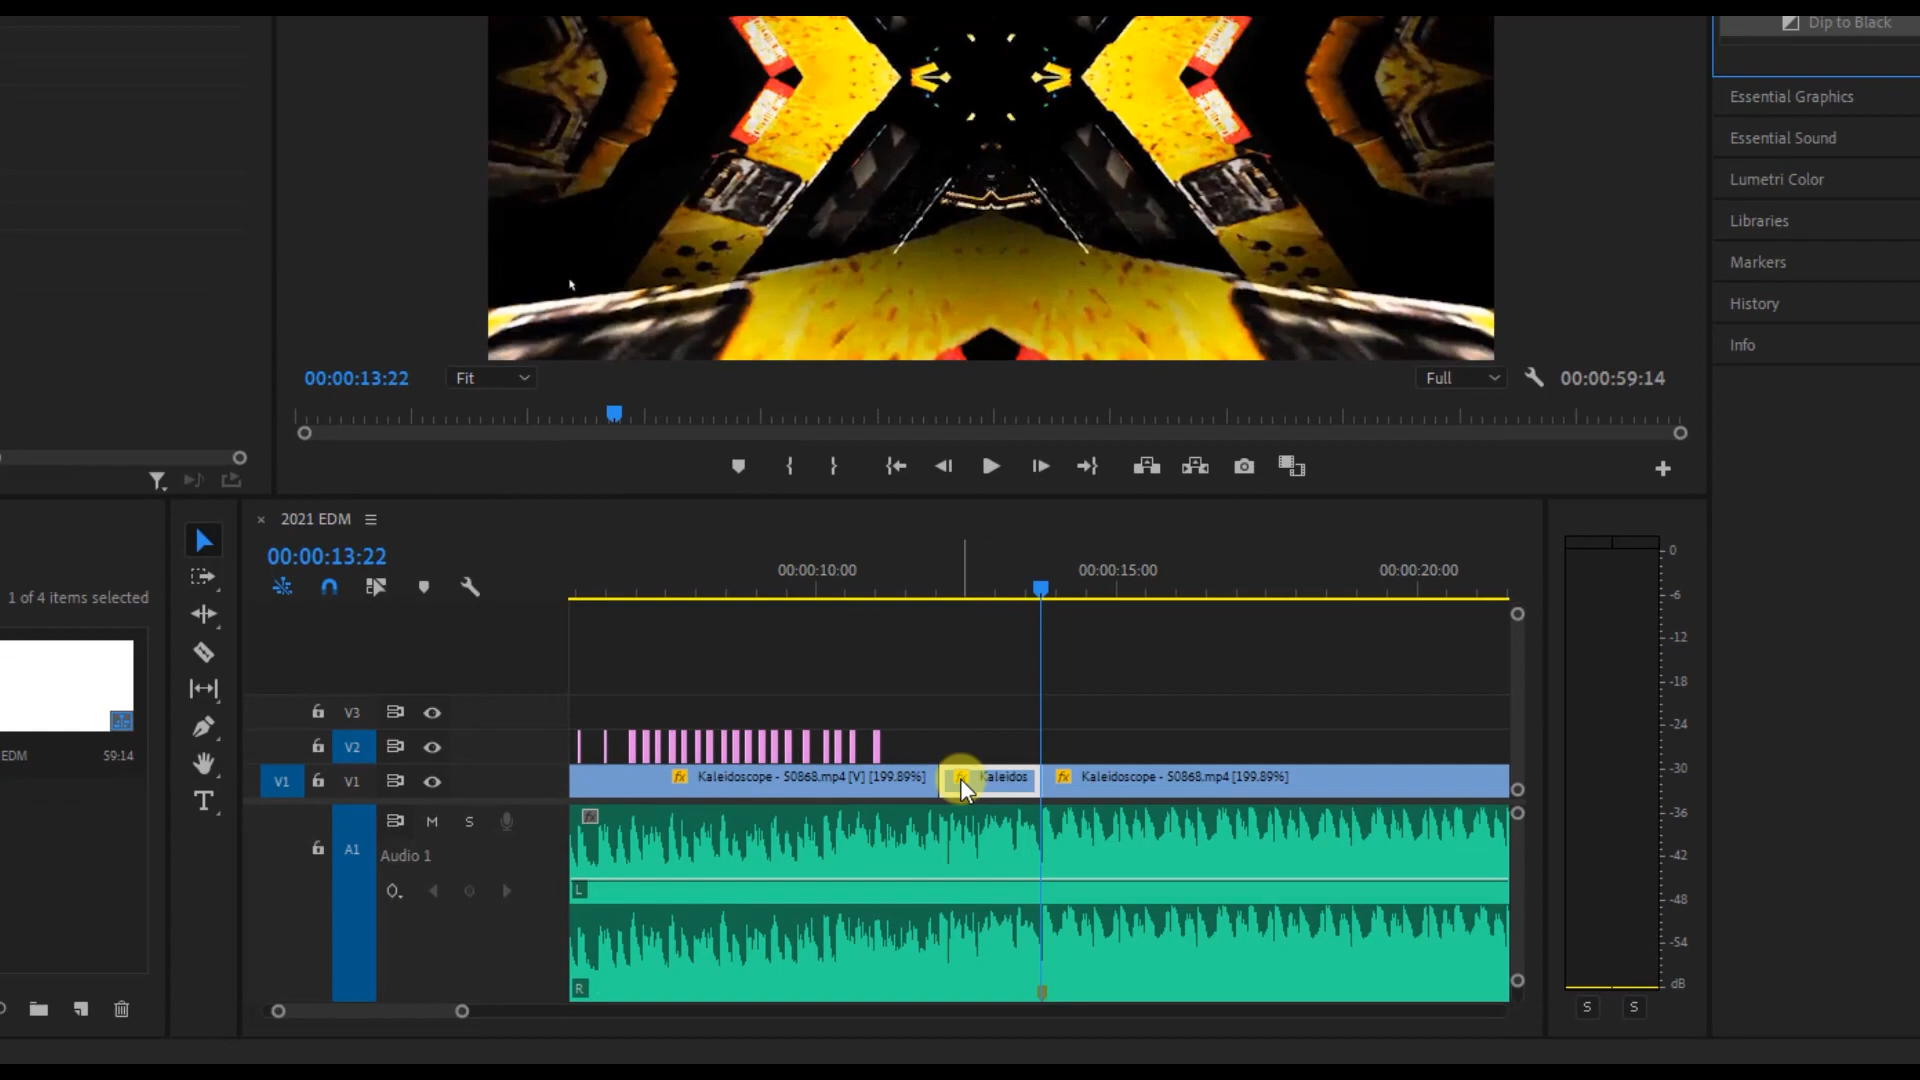 Dip to Black
Essential Graphics
Essential Sound
Lumetri Color
Libraries
Markers
History
Info
00:00:13:22
Fit
Full
00:00:59:14
2021 EDM
00:00:13:22
00:00:10:00
00:00:15:00
00:00:20:00
1 of 4 items selected
EDM
59:14
V3
V2
V1
V1
fx Kaleidoscope - S0868.mp4 [V] [199.89%]
Kaleidos
fx Kaleidoscope - S0868.mp4 [199.89%]
M
S
A1
Audio 1
fx
L
R
0
-6
-12
-18
-24
-30
-36
-42
-48
-54
dB
S
S